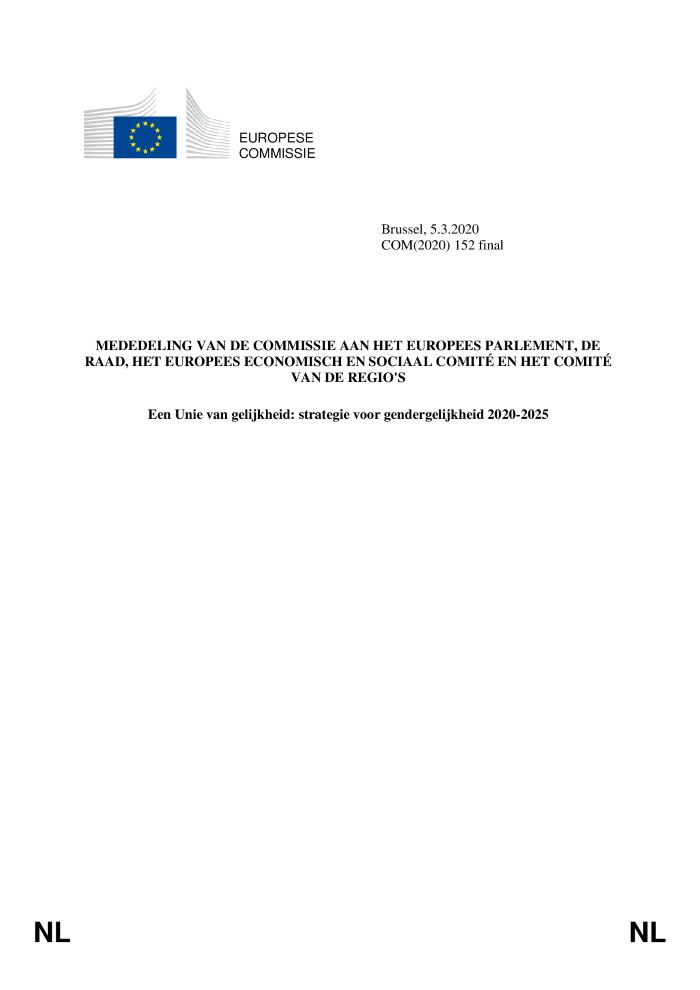 EUROPESE
COMMISSIE
Brussel, 5.3.2020
COM(2020) 152 final
MEDEDELING VAN DE COMMISSIE AAN HET EUROPEES PARLEMENT, DE
RAAD, HET EUROPEES ECONOMISCH EN SOCIAAL COMITÉ EN HET COMITÉ
VAN DE REGIO'S
Een Unie van gelijkheid: strategie voor gendergelijkheid 2020-2025
NL NL